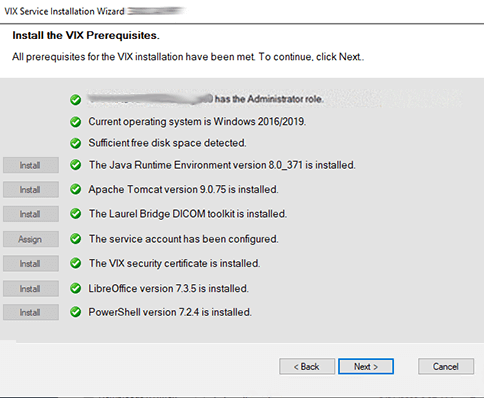 VIX Service Installation Wizard
Install the VIX Prerequisites.
All prerequisites for the VIX installation have been met. To continue, click Next..
has the Administrator role.
Current operating system is Windows 2016/2019.
Sufficient free disk space detected.
Install The Java Runtime Environment version 8.0_371 is installed.
Install Apache Tomcat version 9.0.75 is installed.
Install The Laurel Bridge DICOM toolkit is installed.
Assign The service account has been configured.
Install The VIX security certificate is installed.
Install LibreOffice version 7.3.5 is installed.
Install PowerShell version 7.2.4 is installed.
< Back Next > Cancel